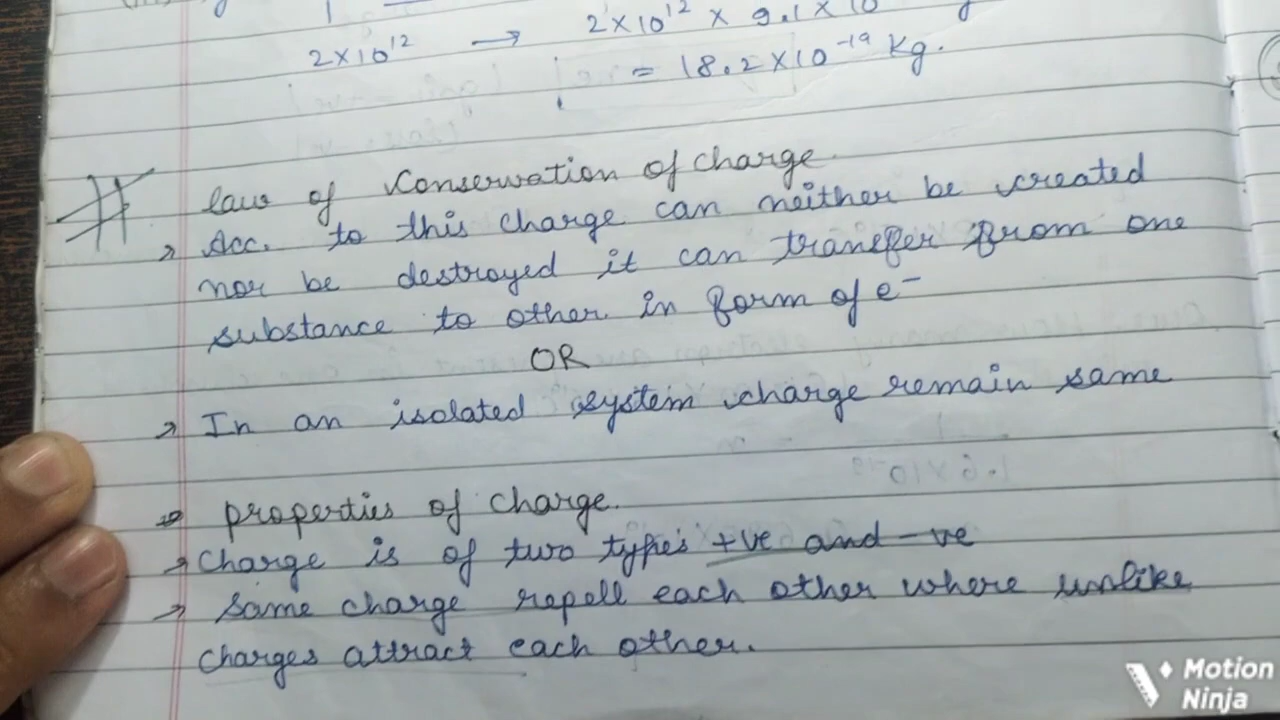 1
2×10¹² → 2×10¹² × 9.1×10
= 18.2×10⁻¹⁹ Kg.
# law of Conservation of charge.
→ Acc. to this charge can neither be created
nor be destroyed it can transfer from one
substance to other in form of e⁻
OR
→ In an isolated system charge remain same
⇒ properties of charge.
→ charge is of two types +ve and -ve
→ Same charge repell each other where unlike
charges attract each other.
Motion
Ninja